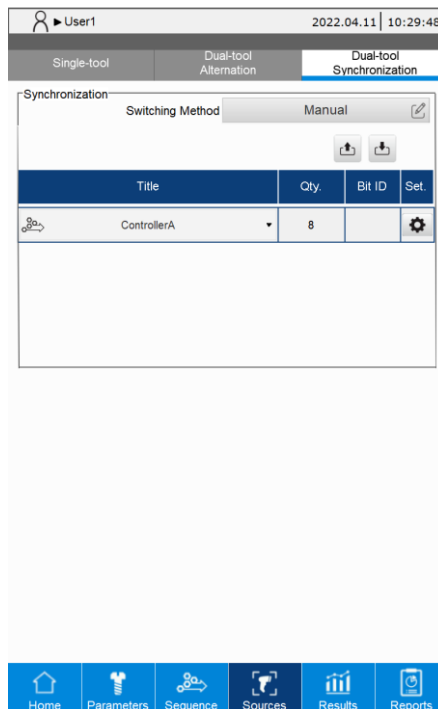 ►User1 2022.04.11 10:29:48
Single-tool
Dual-tool
Alternation
Dual-tool
Synchronization
Synchronization
Switching Method Manual
Title Qty. Bit ID Set.
ControllerA 8
Home Parameters Sequence Sources Results Reports